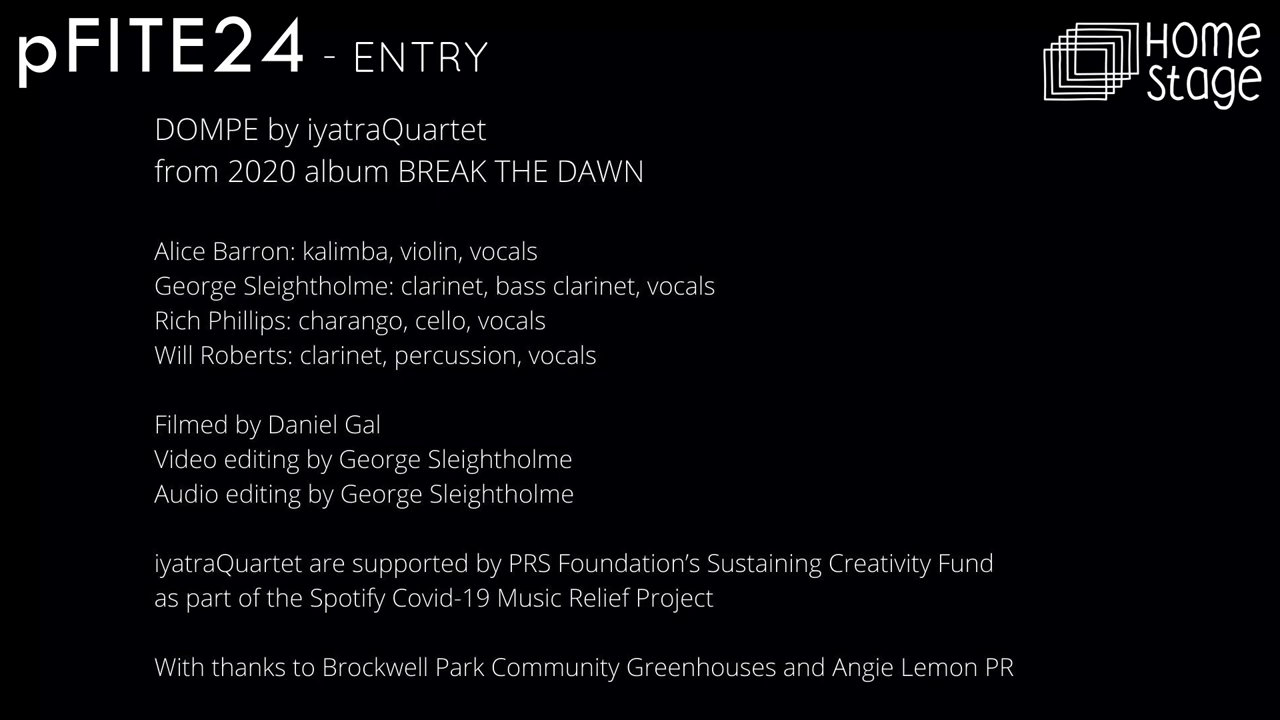 pFITE24 - ENTRY
HOme
stage
DOMPE by iyatraQuartet
from 2020 album BREAK THE DAWN
Alice Barron: kalimba, violin, vocals
George Sleightholme: clarinet, bass clarinet, vocals
Rich Phillips: charango, cello, vocals
Will Roberts: clarinet, percussion, vocals
Filmed by Daniel Gal
Video editing by George Sleightholme
Audio editing by George Sleightholme
iyatraQuartet are supported by PRS Foundation’s Sustaining Creativity Fund
as part of the Spotify Covid-19 Music Relief Project
With thanks to Brockwell Park Community Greenhouses and Angie Lemon PR